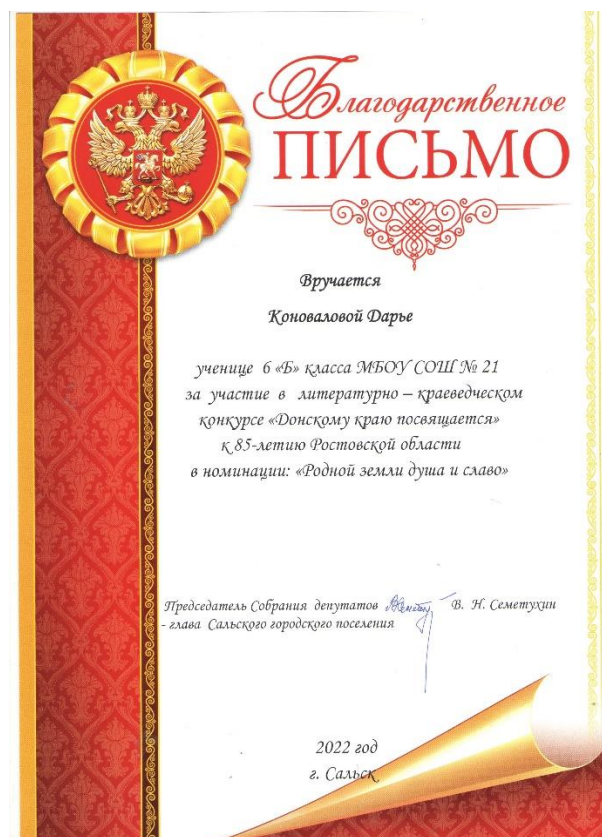 Благодарственное
ПИСЬМО
Вручается
Коноваловой Дарье
ученице 6 «Б» класса МБОУ СОШ № 21
за участие в литературно – краеведческом
конкурсе «Донскому краю посвящается»
к 85-летию Ростовской области
в номинации: «Родной земли душа и славо»
Председатель Собрания депутатов В. Н. Семетухин
- глава Сальского городского поселения
2022 год
г. Сальск